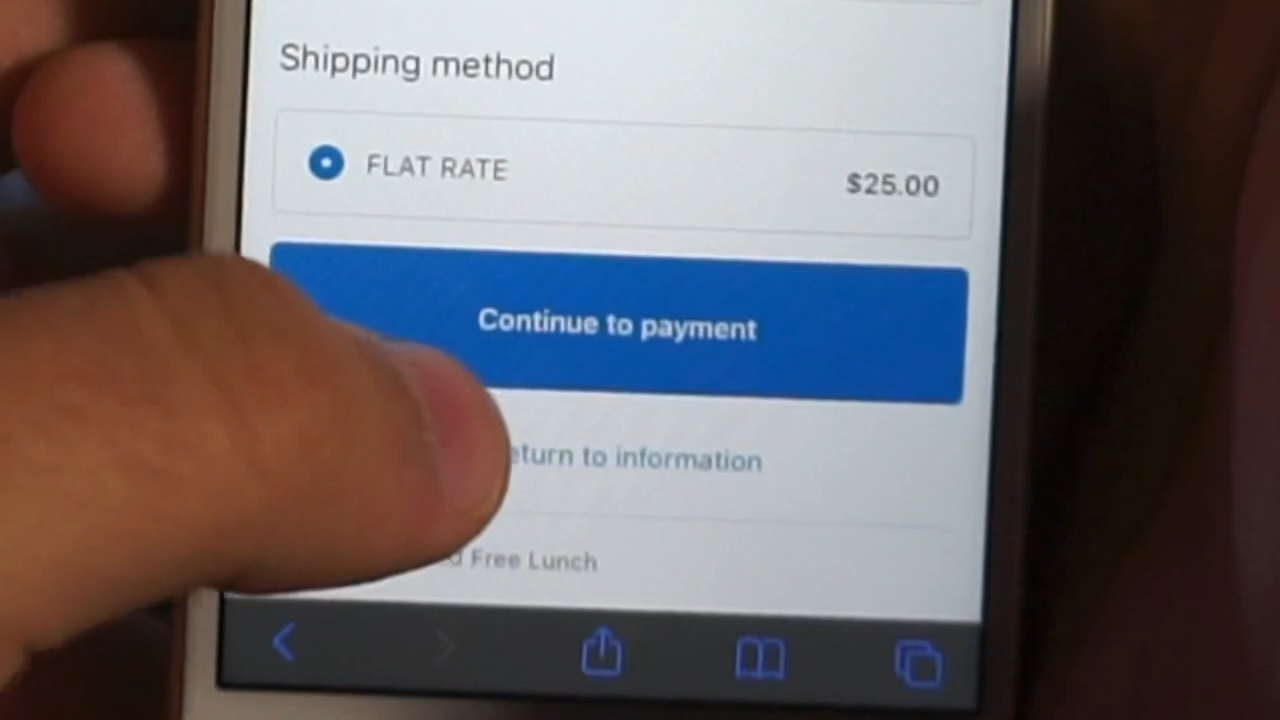 Shipping method
FLAT RATE
$25.00
Continue to payment
eturn to information
d Free Lunch